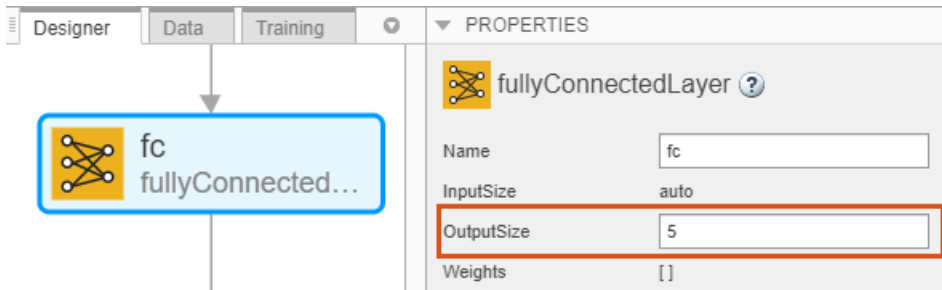 Designer
Data
Training
fc
fullyConnected...
PROPERTIES
fullyConnectedLayer ?
Name fc
InputSize auto
OutputSize 5
Weights [ ]